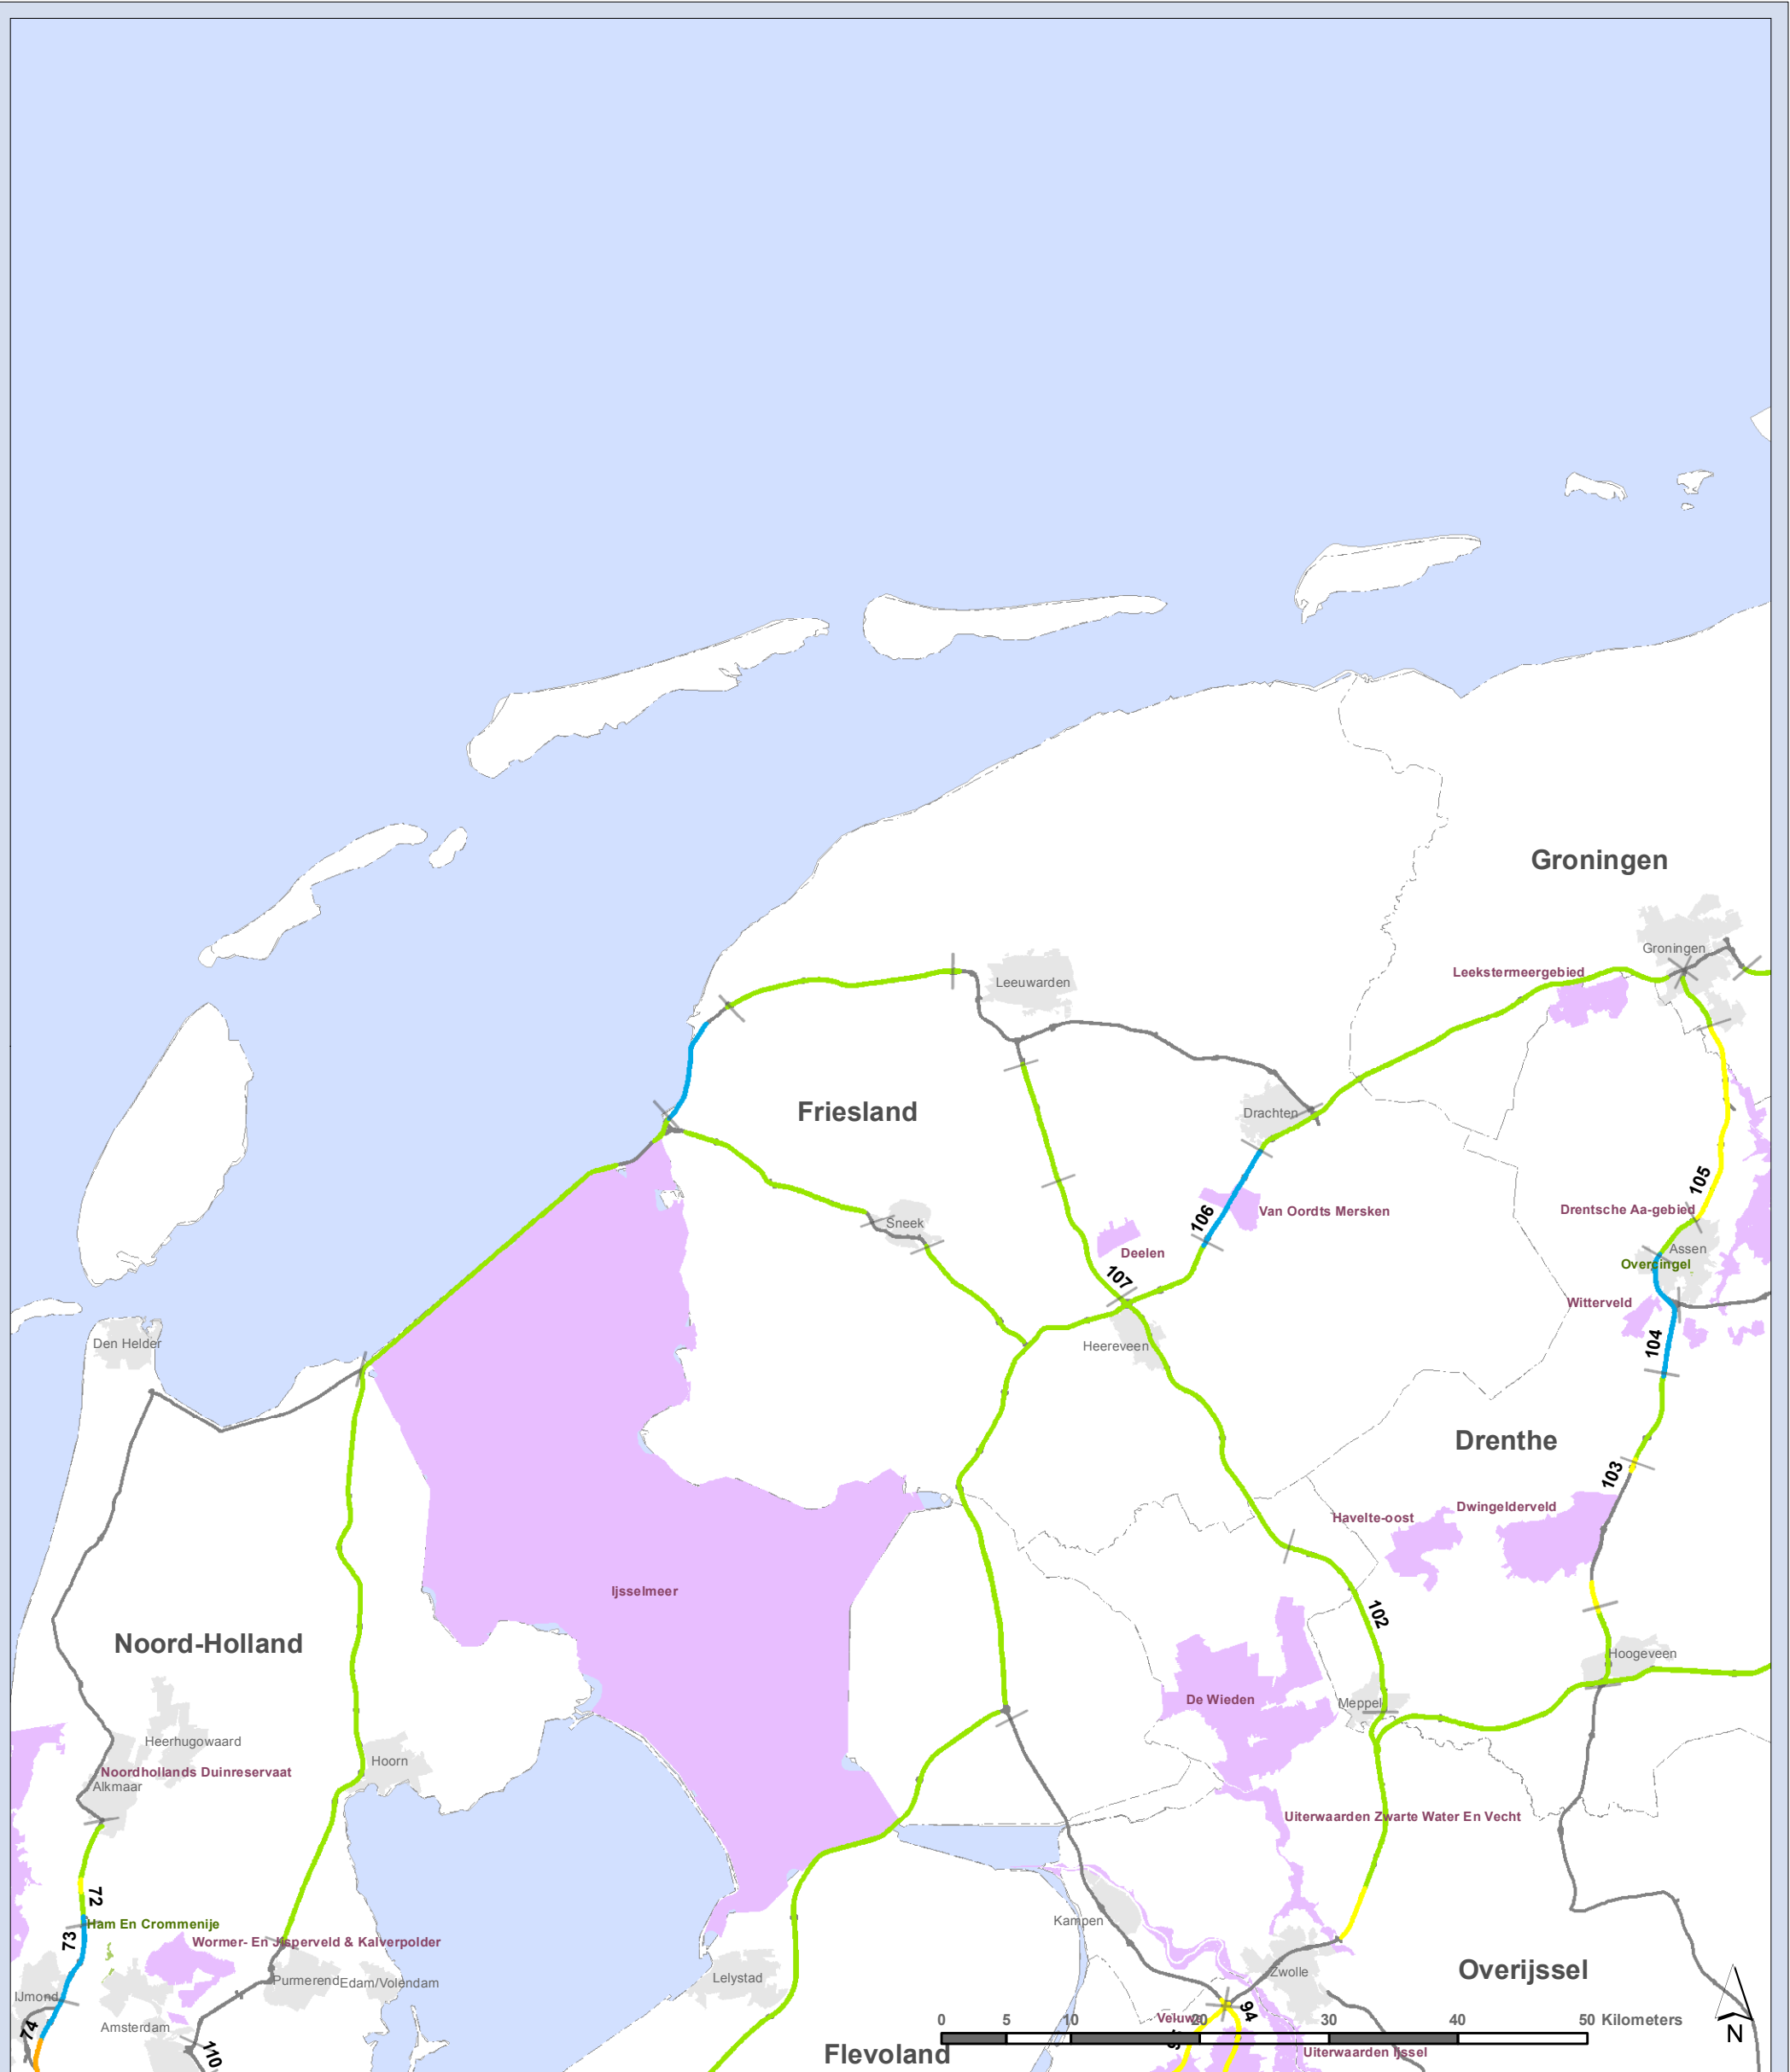 Groningen
Groningen
Leekstermeergebied
Leeuwarden
Friesland
Drachten
105
Drentsche Aa-gebied
Van Oordts Mersken
106
Sneek
Deelen
Assen
Overcingel
107
Witterveld
Den Helder
Heereveen
104
Drenthe
103
Dwingelderveld
Havelte-oost
Ijsselmeer
102
Noord-Holland
Hoogeveen
De Wieden
Meppel
Heerhugowaard
Hoorn
Noordhollands Duinreservaat
Alkmaar
Uiterwaarden Zwarte Water En Vecht
72
Kampen
Ham En Crommenije
73
Wormer- En Jisperveld & Kalverpolder
Overijssel
Zwolle
Lelystad
Purmerend
Edam/Volendam
IJmond
94
Veluwe
0 5 10 20 30 40 50 Kilometers
Amsterdam
74
N
110
Flevoland
Uiterwaarden Ijssel